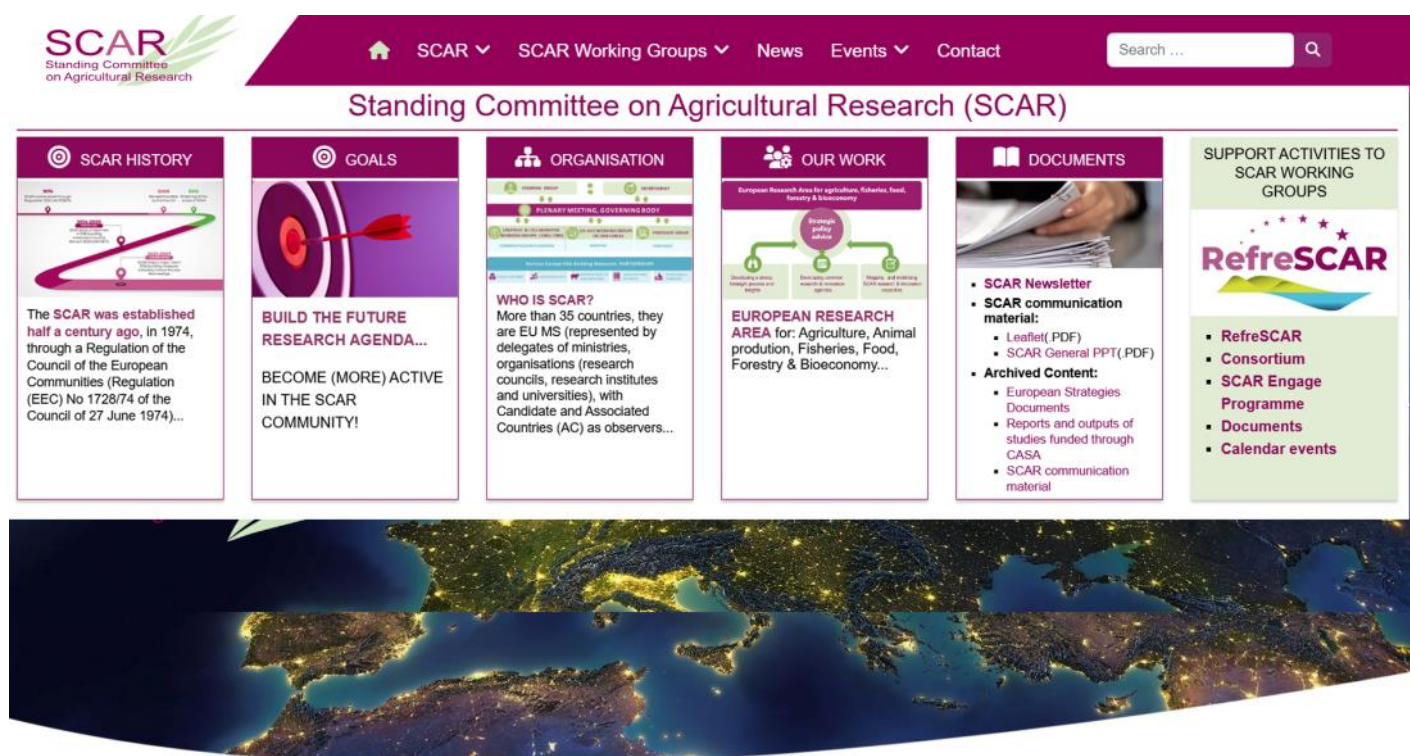 SCAR
Standing Committee
on Agricultural Research
SCAR
SCAR Working Groups
News
Events
Contact
Search ...
Standing Committee on Agricultural Research (SCAR)
SCAR HISTORY
The SCAR was established
half a century ago, in 1974,
through a Regulation of the
Council of the European
Communities (Regulation
(EEC) No 1728/74 of the
Council of 27 June 1974)...
GOALS
BUILD THE FUTURE
RESEARCH AGENDA...
BECOME (MORE) ACTIVE
IN THE SCAR
COMMUNITY!
ORGANISATION
PLENARY MEETING, GOVERNING BODY
WHO IS SCAR?
More than 35 countries, they
are EU MS (represented by
delegates of ministries,
organisations (research
councils, research institutes
and universities), with
Candidate and Associated
Countries (AC) as observers...
OUR WORK
European Research Area for agriculture, fisheries, food,
forestry & bioeconomy
Strategic
policy
advice
EUROPEAN RESEARCH
AREA for: Agriculture, Animal
prodution, Fisheries, Food,
Forestry & Bioeconomy...
DOCUMENTS
SCAR Newsletter
SCAR communication
material:
Leaflet(.PDF)
SCAR General PPT(.PDF)
Archived Content:
European Strategies
Documents
Reports and outputs of
studies funded through
CASA
SCAR communication
material
SUPPORT ACTIVITIES TO
SCAR WORKING
GROUPS
RefreSCAR
RefreSCAR
Consortium
SCAR Engage
Programme
Documents
Calendar events